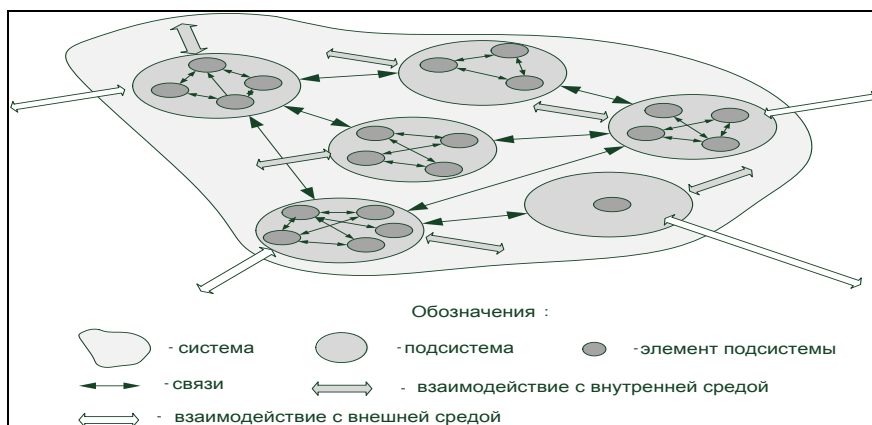 Обозначения :
- система - подсистема -элемент подсистемы
- связи - взаимодействие с внутренней средой
- взаимодействие с внешней средой